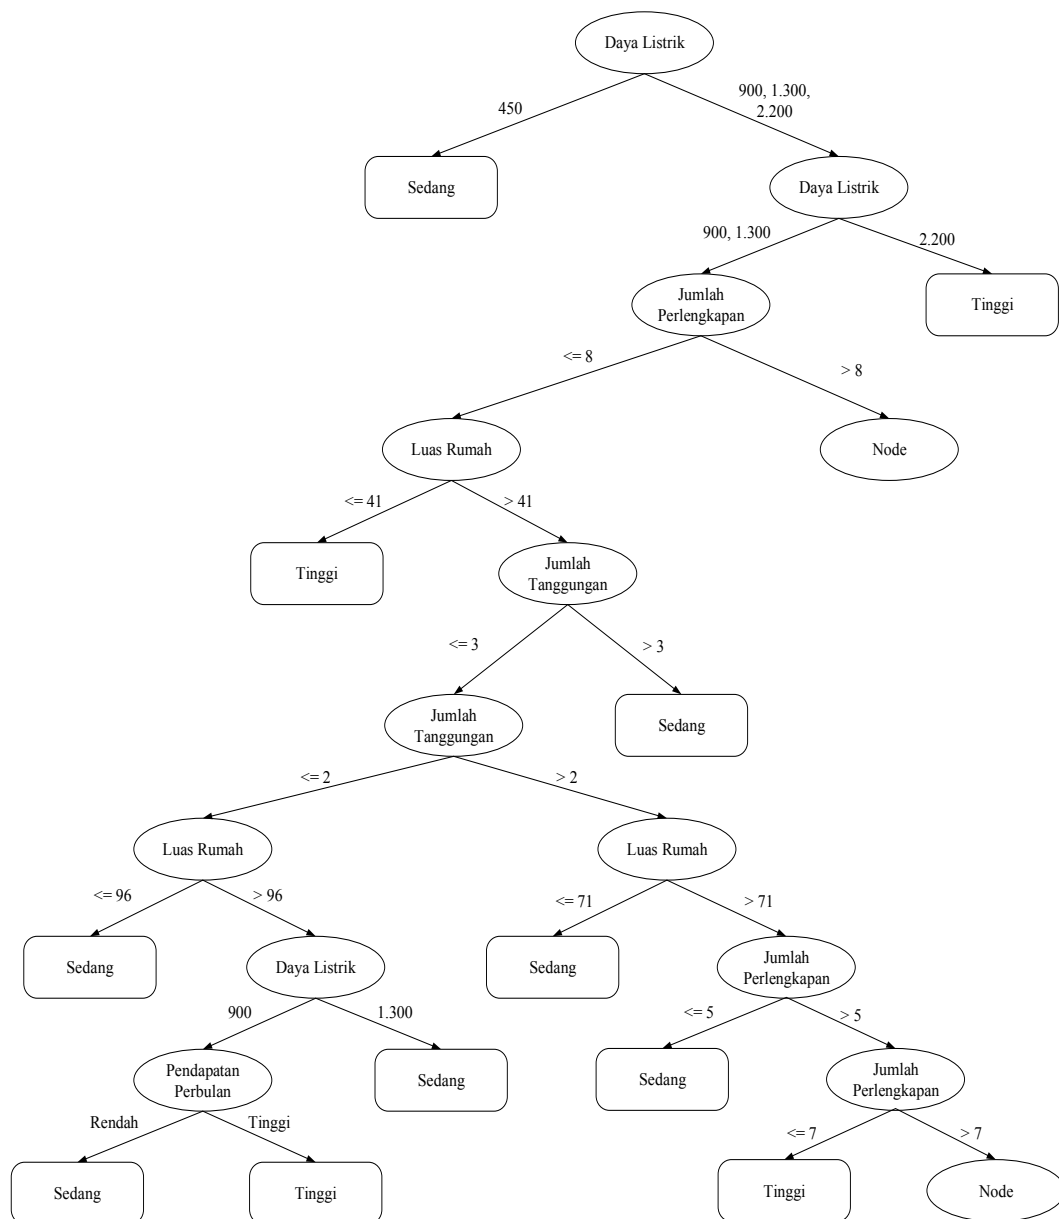 Daya Listrik
450
900, 1.300,
2.200
Sedang
Daya Listrik
900, 1.300
2.200
Jumlah
Perlengkapan
Tinggi
<= 8
> 8
Luas Rumah
Node
<= 41
> 41
Tinggi
Jumlah
Tanggungan
<= 3
> 3
Jumlah
Tanggungan
Sedang
<= 2
> 2
Luas Rumah
Luas Rumah
<= 96
> 96
<= 71
> 71
Sedang
Daya Listrik
Sedang
Jumlah
Perlengkapan
900
1.300
<= 5
> 5
Pendapatan
Perbulan
Sedang
Sedang
Jumlah
Perlengkapan
Rendah
Tinggi
<= 7
> 7
Sedang
Tinggi
Tinggi
Node